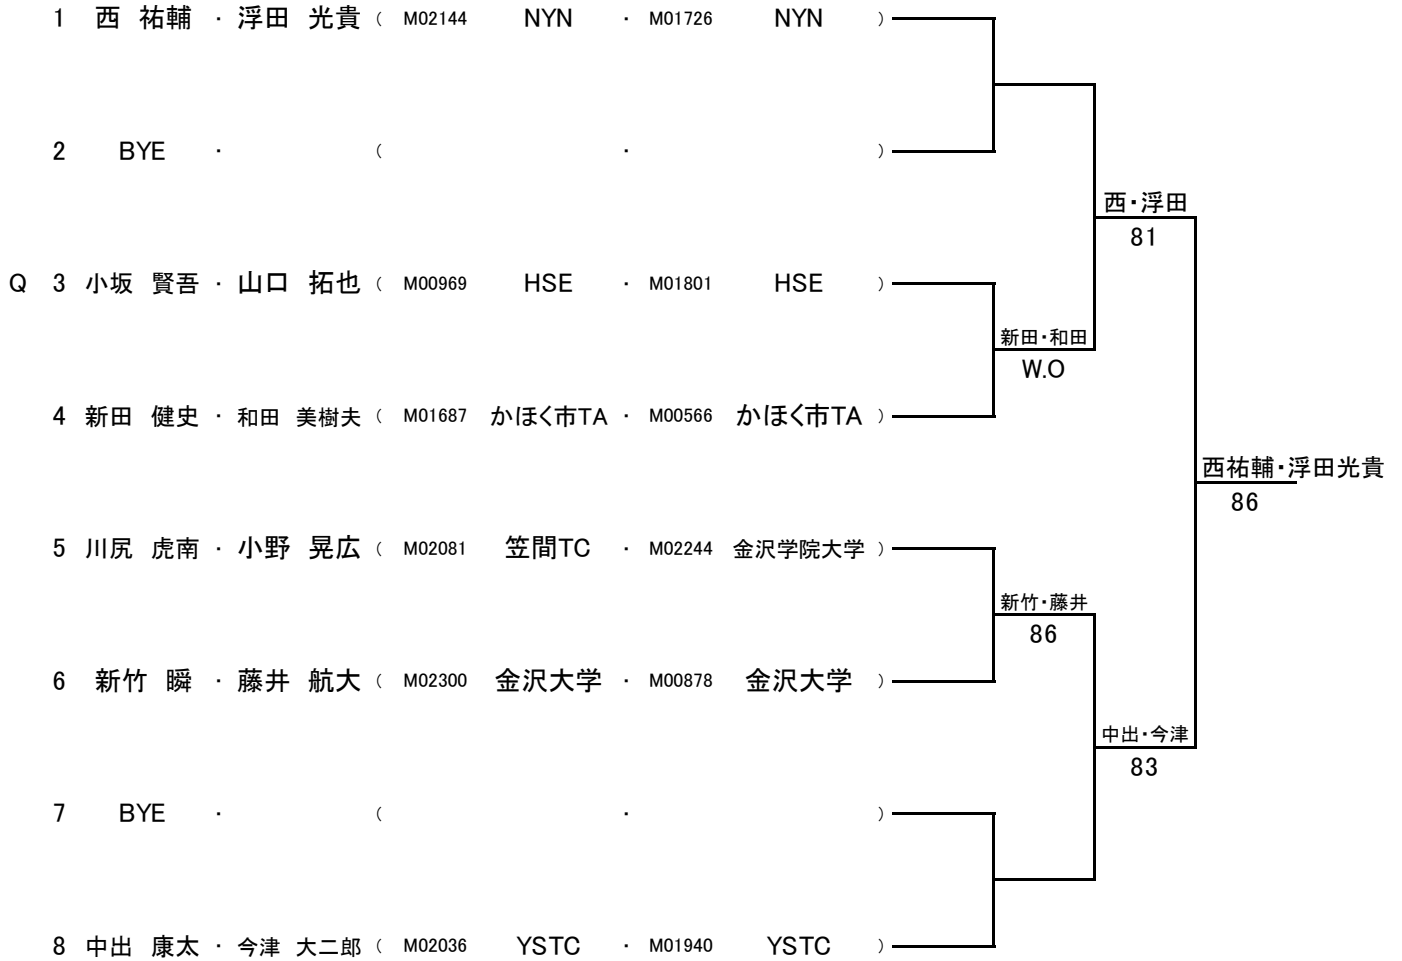 1 西 祐輔 ・ 浮田 光貴 ( M02144 NYN ・ M01726 NYN )
2 BYE ・ ( ・ )
西・浮田
81
Q 3 小坂 賢吾 ・ 山口 拓也 ( M00969 HSE ・ M01801 HSE )
新田・和田
W.O
4 新田 健史 ・ 和田 美樹夫 ( M01687 かほく市TA ・ M00566 かほく市TA )
西祐輔・浮田光貴
86
5 川尻 虎南 ・ 小野 晃広 ( M02081 笠間TC ・ M02244 金沢学院大学 )
新竹・藤井
86
6 新竹 瞬 ・ 藤井 航大 ( M02300 金沢大学 ・ M00878 金沢大学 )
中出・今津
83
7 BYE ・ ( ・ )
8 中出 康太 ・ 今津 大二郎 ( M02036 YSTC ・ M01940 YSTC )